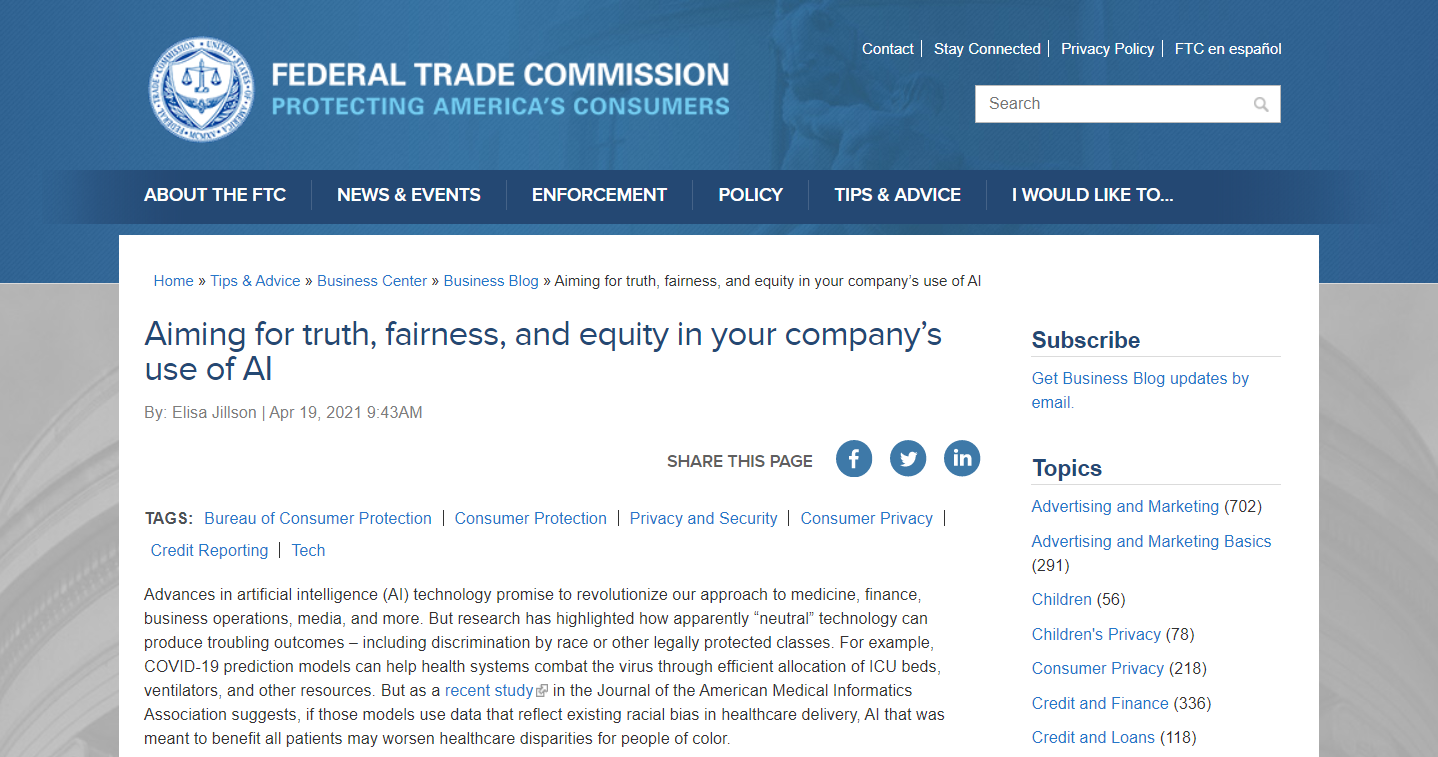 FEDERAL TRADE COMMISSION
PROTECTING AMERICA'S CONSUMERS
FEDERAL TRADE COMMISSION • UNITED STATES OF AMERICA • MCMXV
Contact
Stay Connected
Privacy Policy
FTC en español
Search
ABOUT THE FTC
NEWS & EVENTS
ENFORCEMENT
POLICY
TIPS & ADVICE
I WOULD LIKE TO...
Home » Tips & Advice » Business Center » Business Blog » Aiming for truth, fairness, and equity in your company’s use of AI
Aiming for truth, fairness, and equity in your company’s
use of AI
By: Elisa Jillson | Apr 19, 2021 9:43AM
SHARE THIS PAGE
TAGS: Bureau of Consumer Protection | Consumer Protection | Privacy and Security | Consumer Privacy |
Credit Reporting | Tech
Advances in artificial intelligence (AI) technology promise to revolutionize our approach to medicine, finance,
business operations, media, and more. But research has highlighted how apparently “neutral” technology can
produce troubling outcomes – including discrimination by race or other legally protected classes. For example,
COVID-19 prediction models can help health systems combat the virus through efficient allocation of ICU beds,
ventilators, and other resources. But as a recent study in the Journal of the American Medical Informatics
Association suggests, if those models use data that reflect existing racial bias in healthcare delivery, AI that was
meant to benefit all patients may worsen healthcare disparities for people of color.
Subscribe
Get Business Blog updates by
email.
Topics
Advertising and Marketing (702)
Advertising and Marketing Basics
(291)
Children (56)
Children's Privacy (78)
Consumer Privacy (218)
Credit and Finance (336)
Credit and Loans (118)